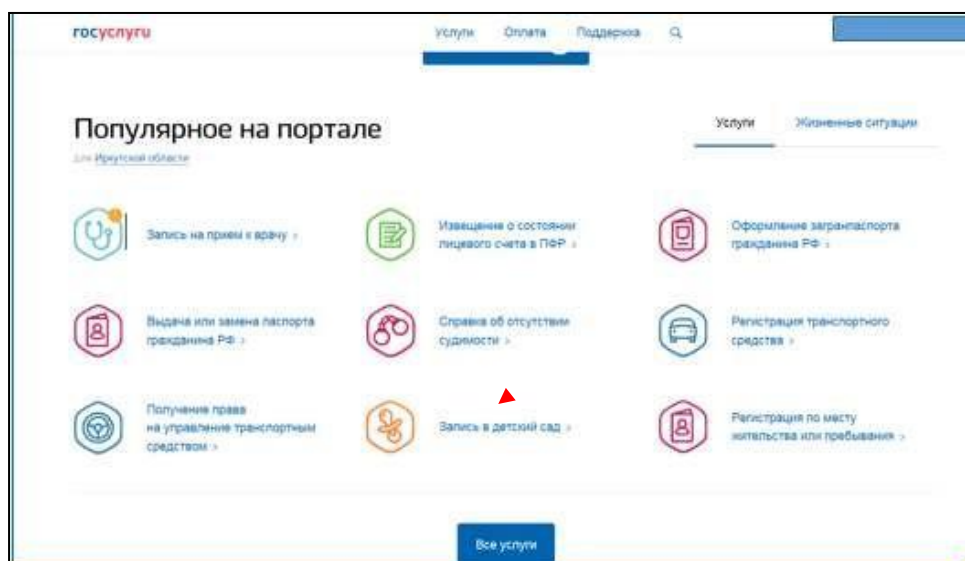 госуслуги
Услуги Оплата Поддержка
Популярное на портале
Услуги Жизненные ситуации
для Иркутской области
Запись на прием к врачу ›
Извещение о состоянии
лицевого счета в ПФР ›
Оформление загранпаспорта
гражданина РФ ›
Выдача или замена паспорта
гражданина РФ ›
Справка об отсутствии
судимости ›
Регистрация транспортного
средства ›
Получение права
на управление транспортным
средством ›
Запись в детский сад ›
Регистрация по месту
жительства или пребывания ›
Все услуги